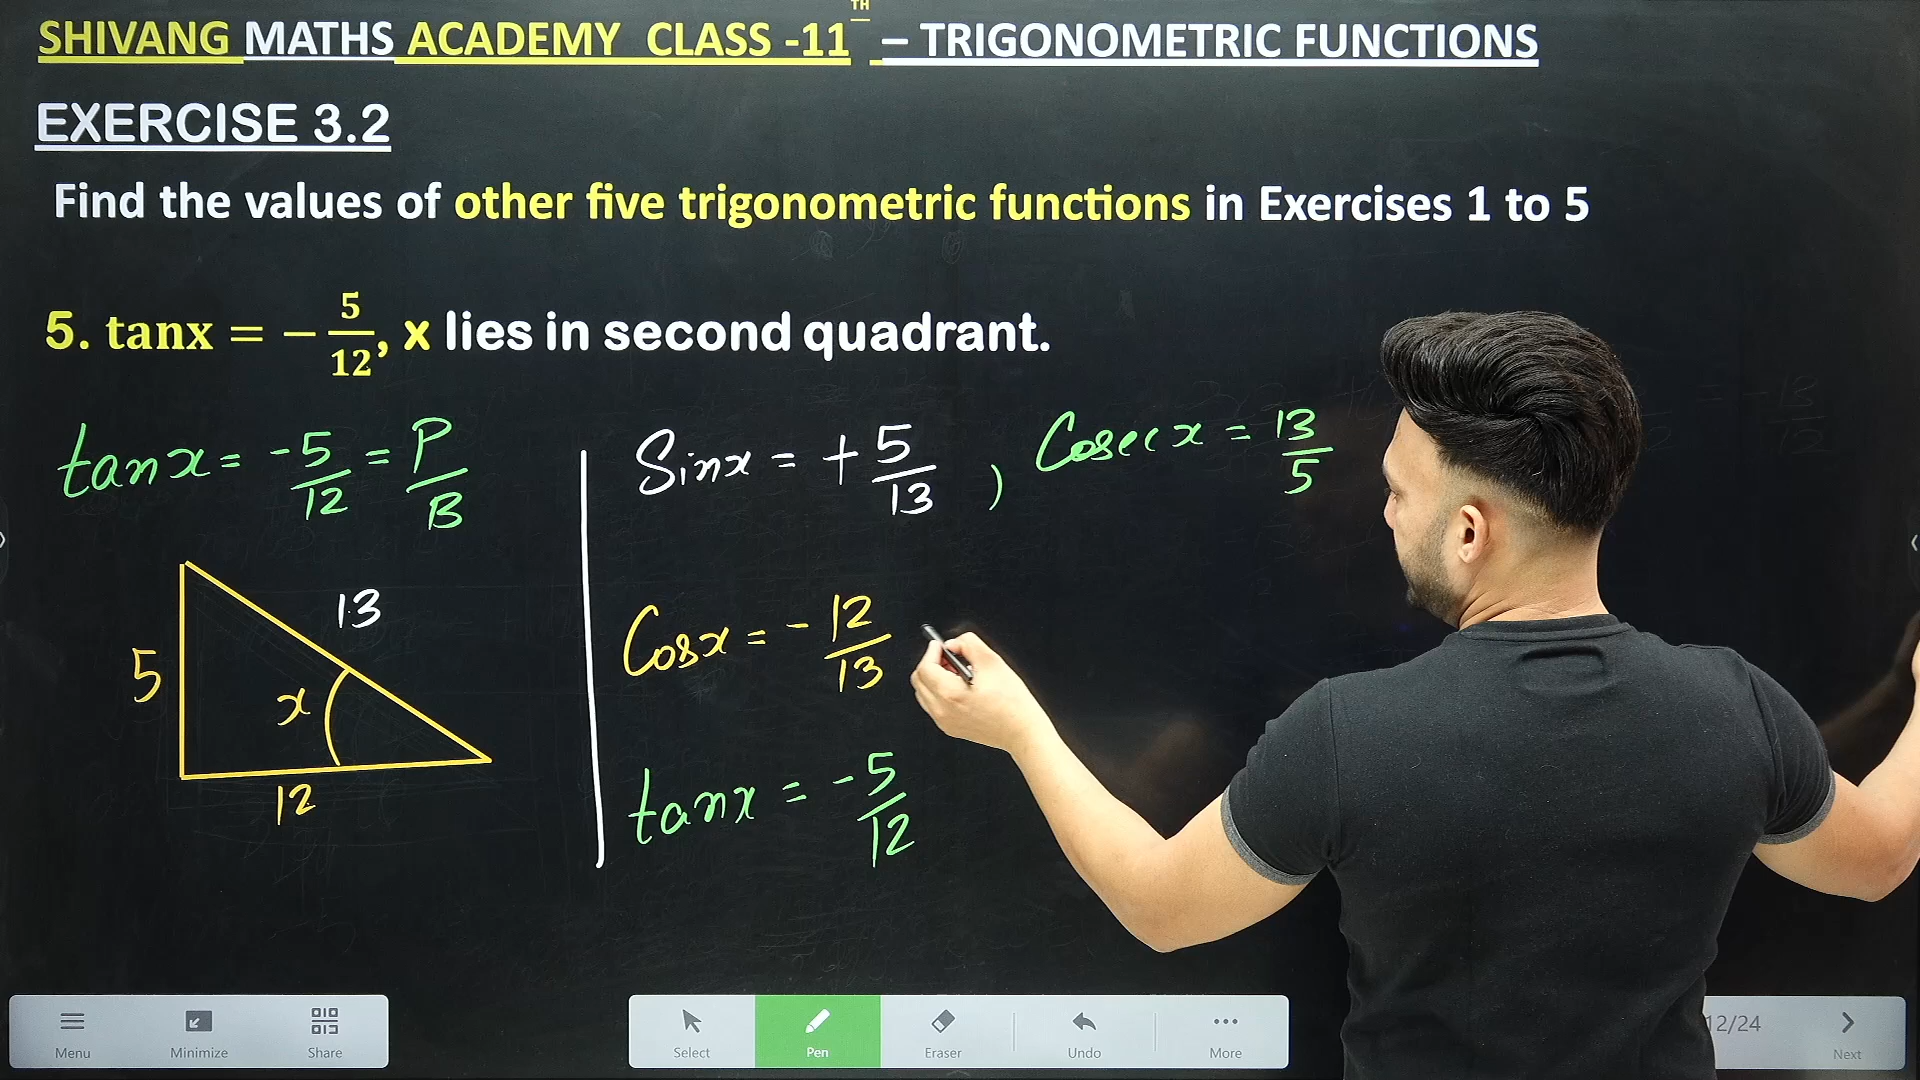 SHIVANG MATHS ACADEMY CLASS -11TH – TRIGONOMETRIC FUNCTIONS
EXERCISE 3.2
Find the values of other five trigonometric functions in Exercises 1 to 5
5. tanx = − 5/12, x lies in second quadrant.
tan x = -5/12 = P/B
13
5
x
12
Sinx = + 5/13 , Cosec x = 13/5
Cosx = - 12/13
tanx = -5/12
Menu Minimize Share Select Pen Eraser Undo More 12/24 Next